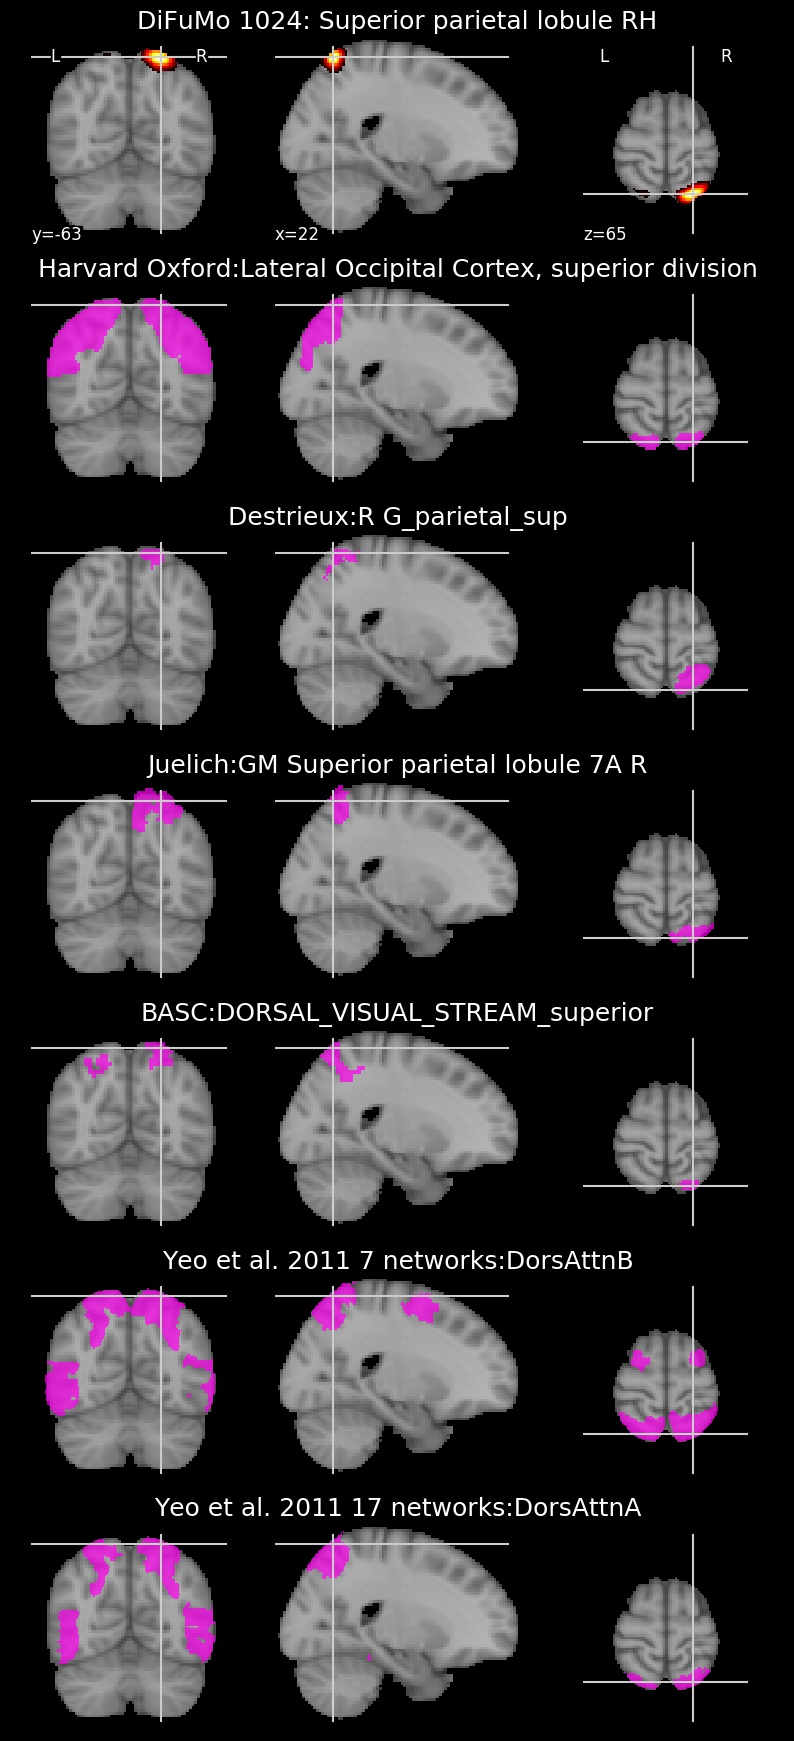 DiFuMo 1024: Superior parietal lobule RH
L R L R
y=-63 x=22 z=65
Harvard Oxford:Lateral Occipital Cortex, superior division
Destrieux:R G_parietal_sup
Juelich:GM Superior parietal lobule 7A R
BASC:DORSAL_VISUAL_STREAM_superior
Yeo et al. 2011 7 networks:DorsAttnB
Yeo et al. 2011 17 networks:DorsAttnA